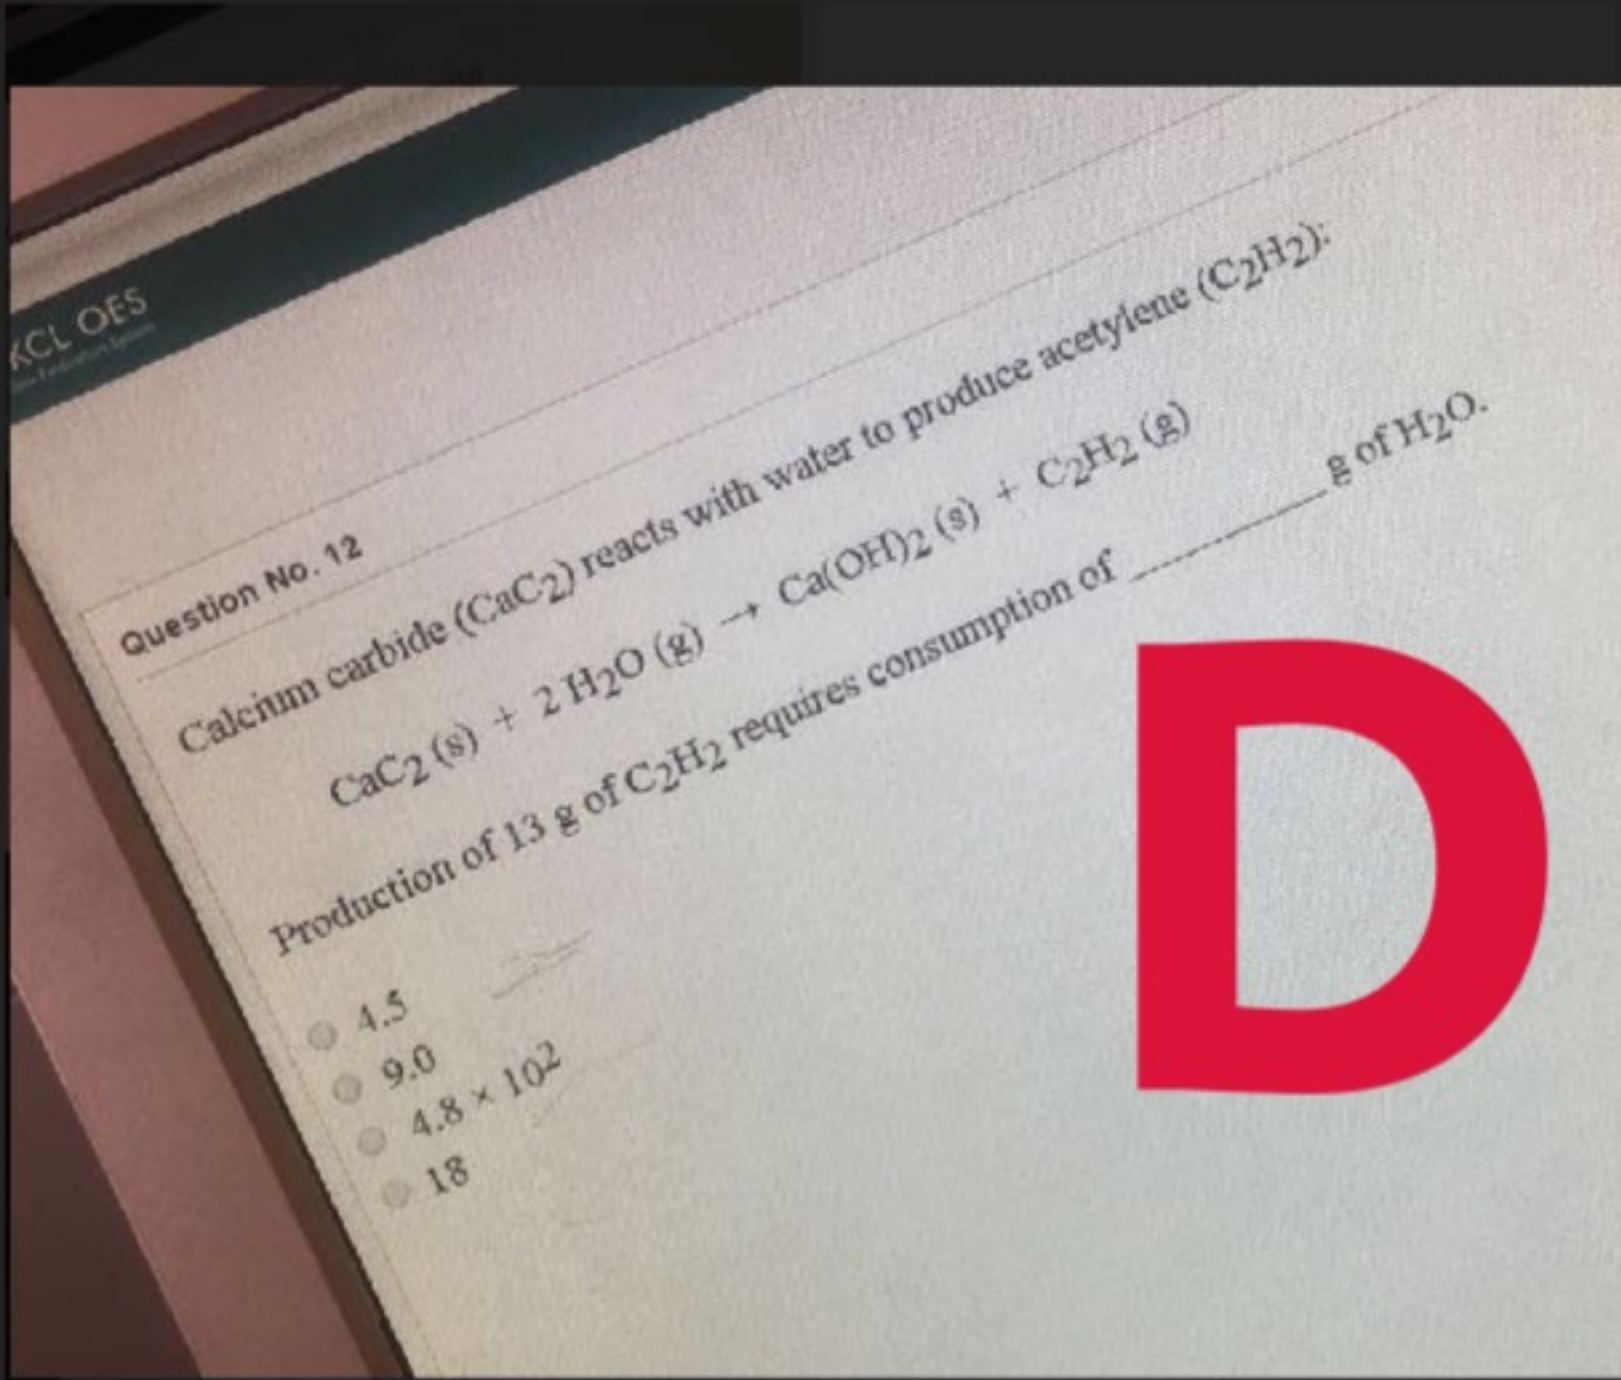 KCL OES
Question No. 12
Calcium carbide (CaC2) reacts with water to produce acetylene (C2H2):
CaC2 (s) + 2 H2O (g) → Ca(OH)2 (s) + C2H2 (g)
Production of 13 g of C2H2 requires consumption of __________ g of H2O.
4.5
9.0
4.8 × 10²
18
D